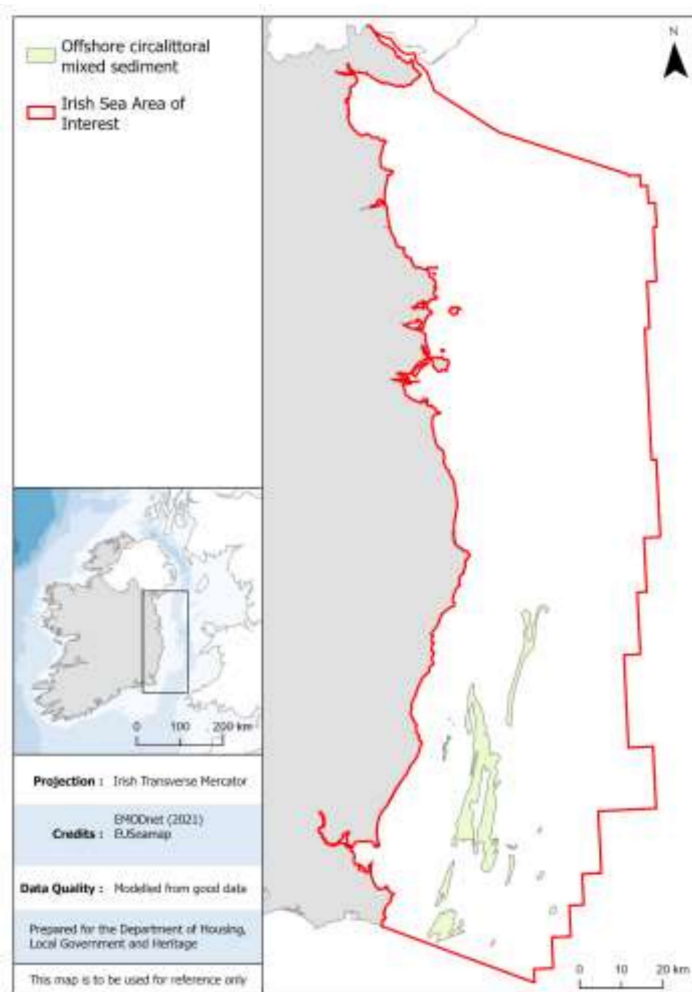 Offshore circalittoral
mixed sediment
Irish Sea Area of
Interest
N
0 100 200 km
Projection : Irish Transverse Mercator
Credits : EMODnet (2021)
EUSeamap
Data Quality : Modelled from good data
Prepared for the Department of Housing,
Local Government and Heritage
This map is to be used for reference only
0 10 20 km